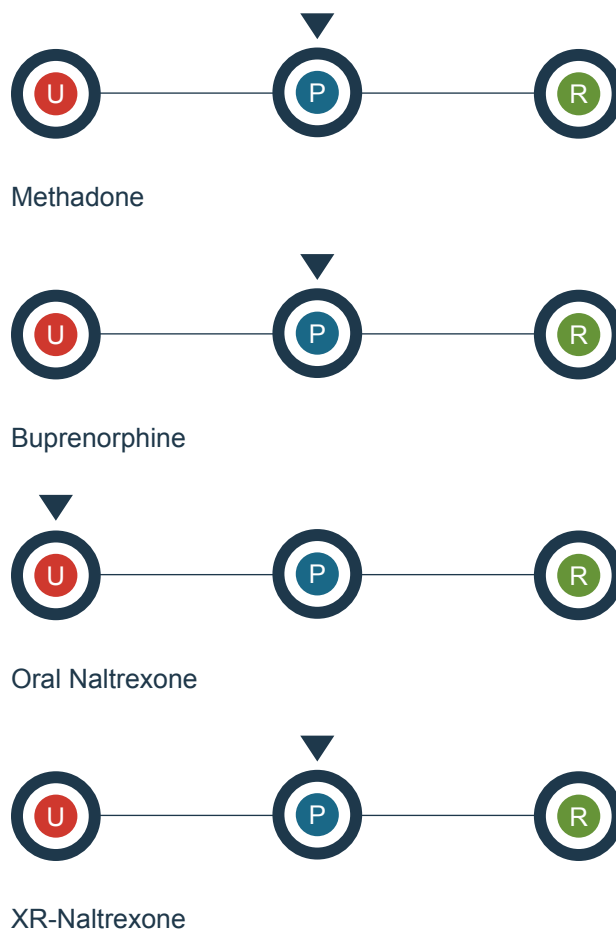 U P R
Methadone
U P R
Buprenorphine
U P R
Oral Naltrexone
U P R
XR-Naltrexone